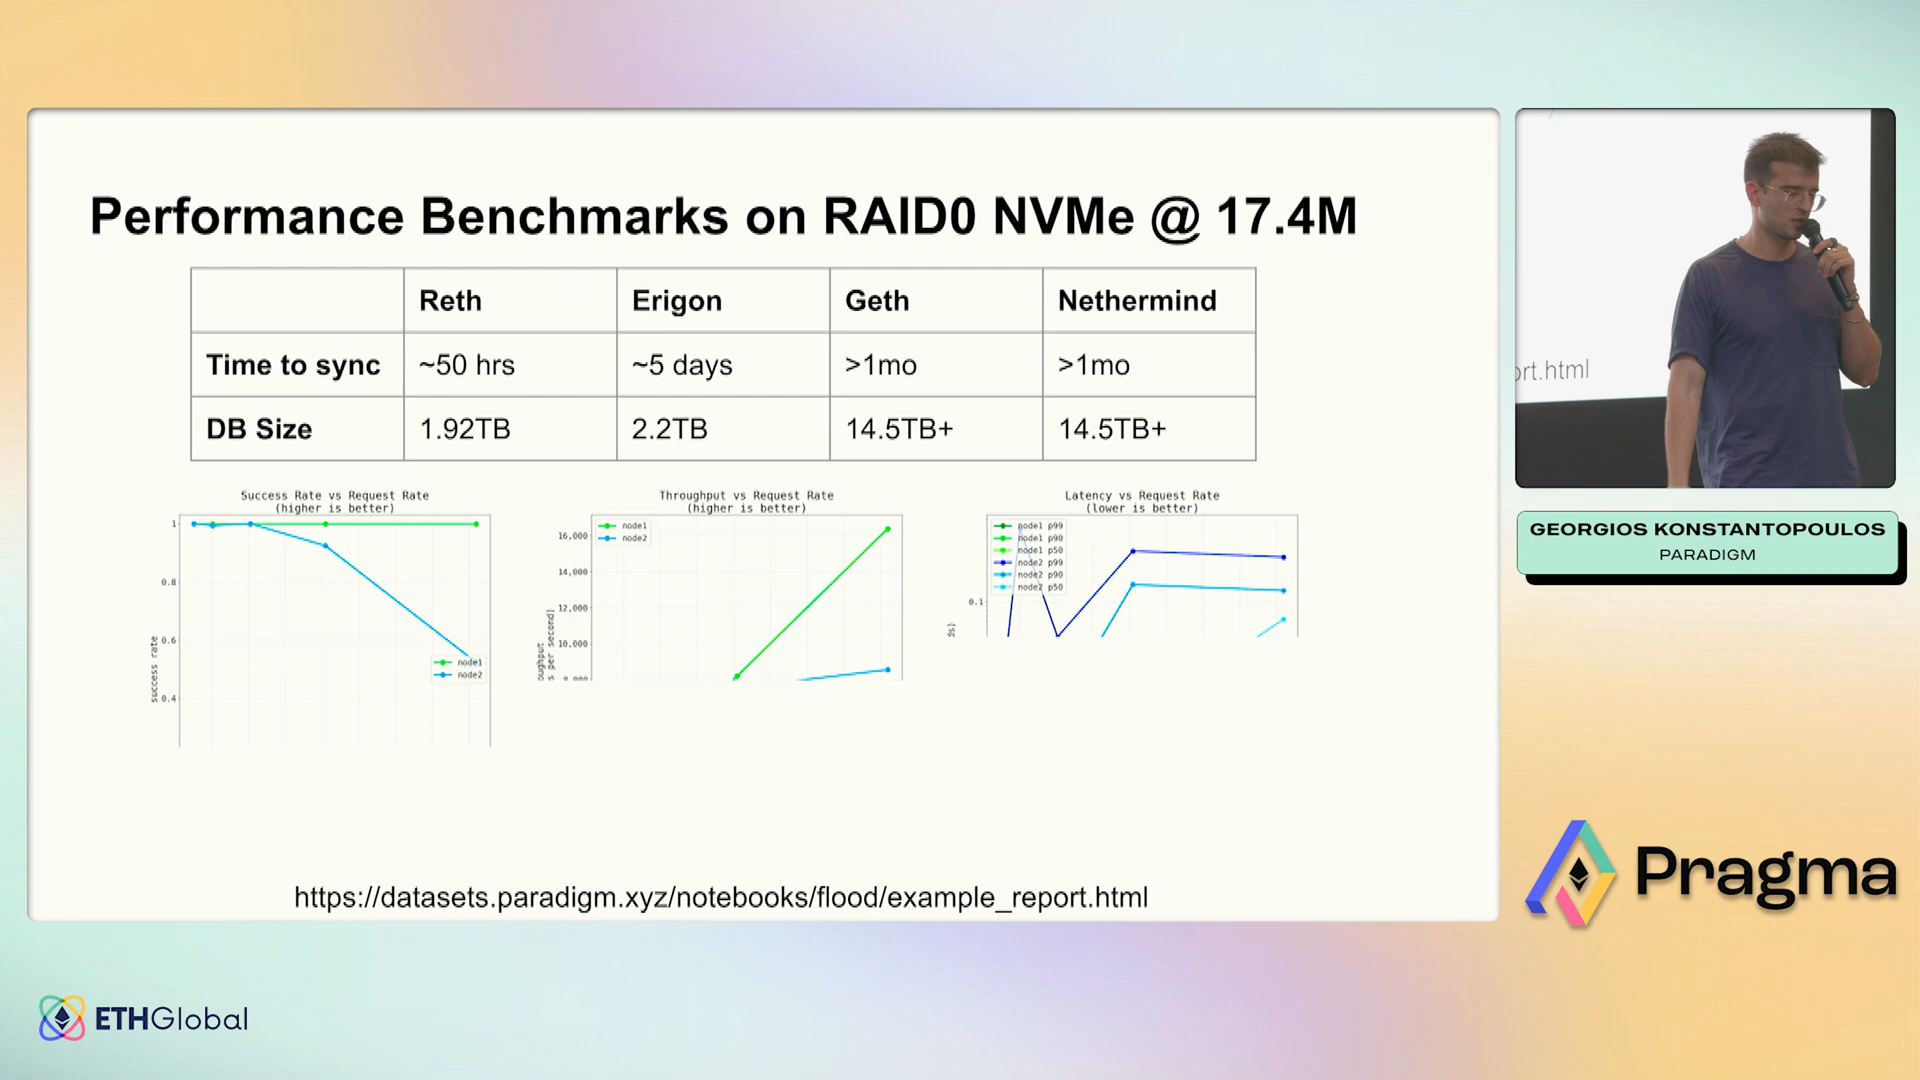 Performance Benchmarks on RAID0 NVMe @ 17.4M
Reth Erigon Geth Nethermind
Time to sync ~50 hrs ~5 days >1mo >1mo
DB Size 1.92TB 2.2TB 14.5TB+ 14.5TB+
Success Rate vs Request Rate
(higher is better)
1
0.8
0.6
0.4
success rate
node1
node2
Throughput vs Request Rate
(higher is better)
node1
node2
16,000
14,000
12,000
10,000
per second)
Latency vs Request Rate
(lower is better)
node1 p99
node1 p90
node1 p50
node2 p99
node2 p90
node2 p50
0.1
https://datasets.paradigm.xyz/notebooks/flood/example_report.html
ort.html
GEORGIOS KONSTANTOPOULOS
PARADIGM
Pragma
ETHGlobal